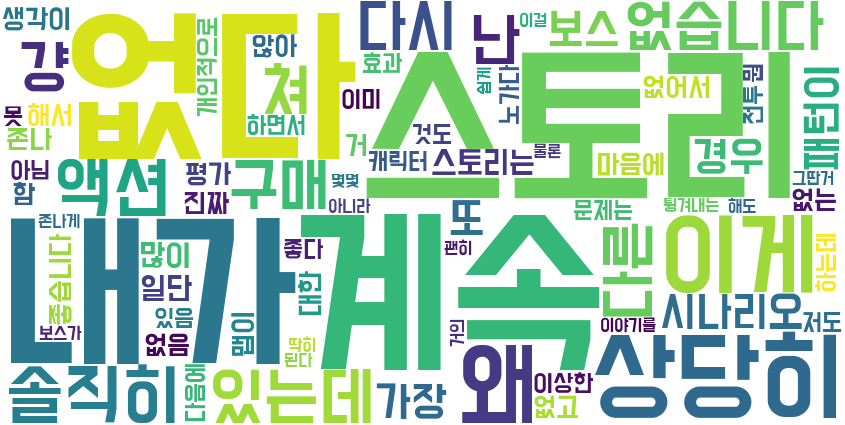 생각이
없다
다시
난
이걸
보스
없습니다
걍
않아
개인적으로
효과
쳐
쉽게
노가다
스토리
없어서
전투
뭔
패턴이
못
해서
하면서
이미
존나
거
것도
아님
액션
평가
구매
캐릭터
스토리는
물론
마음에
경우
함
진짜
몇몇
그딴거
없는
존나게
내가
아니라
계속
또
문제는
튕겨내는
해도
좋습니다
많이
좋다
괜히
다른
이게
하는데
일단
대한
있음
맵이
시나리오
저도
보스가
없음
거의
이야기를
딱히
된다
왜
상당히
솔직히
다음에
있는데
가장
이상한
없고